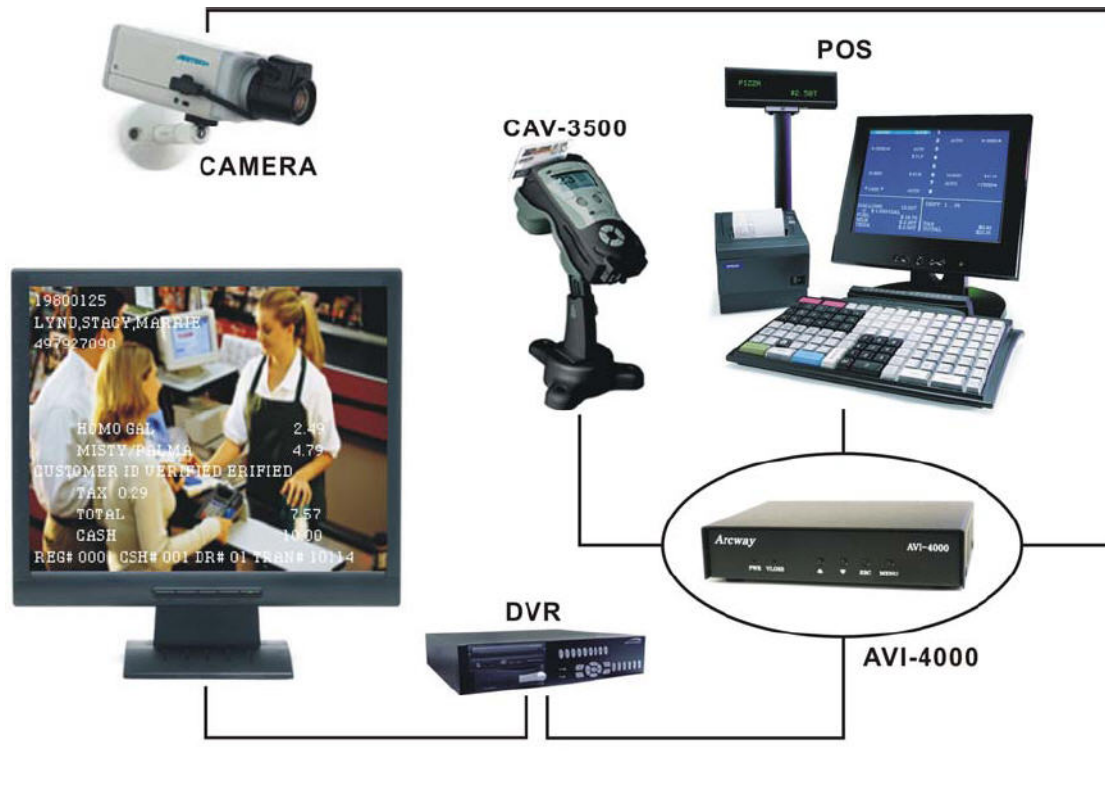 CAMERA
CAV-3500
POS
PIZZA
19800125
LYND,STACY,MARRIE
497927090
HOMO GAL 2.49
MISTY/PALMA 4.79
CUSTOMER ID VERIFIED ERIFIED
TAX 0.29
TOTAL 7.57
CASH 10.00
REG# 0001 CSH# 001 DR# 01 TRAN# 10114
Arcway
AVI-4000
PWR VLOSS ESC MENU
DVR
AVI-4000